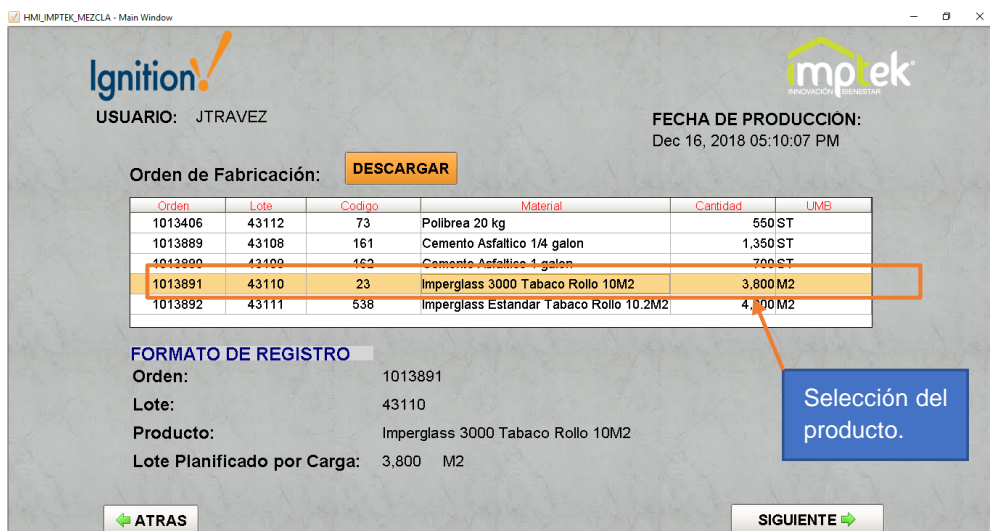 HMI_IMPTEK_MEZCLA - Main Window
Ignition!
imptek
INNOVACIÓN BIENESTAR
USUARIO: JTRAVEZ
FECHA DE PRODUCCIÓN:
Dec 16, 2018 05:10:07 PM
Orden de Fabricación: DESCARGAR
Orden Lote Codigo Material Cantidad UMB
1013406 43112 73 Polibrea 20 kg 550 ST
1013889 43108 161 Cemento Asfaltico 1/4 galon 1,350 ST
1013890 43109 162 Cemento Asfaltico 1 galon 700 ST
1013891 43110 23 Imperglass 3000 Tabaco Rollo 10M2 3,800 M2
1013892 43111 538 Imperglass Estandar Tabaco Rollo 10.2M2 M2
FORMATO DE REGISTRO
Orden: 1013891
Lote: 43110
Producto: Imperglass 3000 Tabaco Rollo 10M2
Lote Planificado por Carga: 3,800 M2
Selección del
producto.
ATRAS
SIGUIENTE